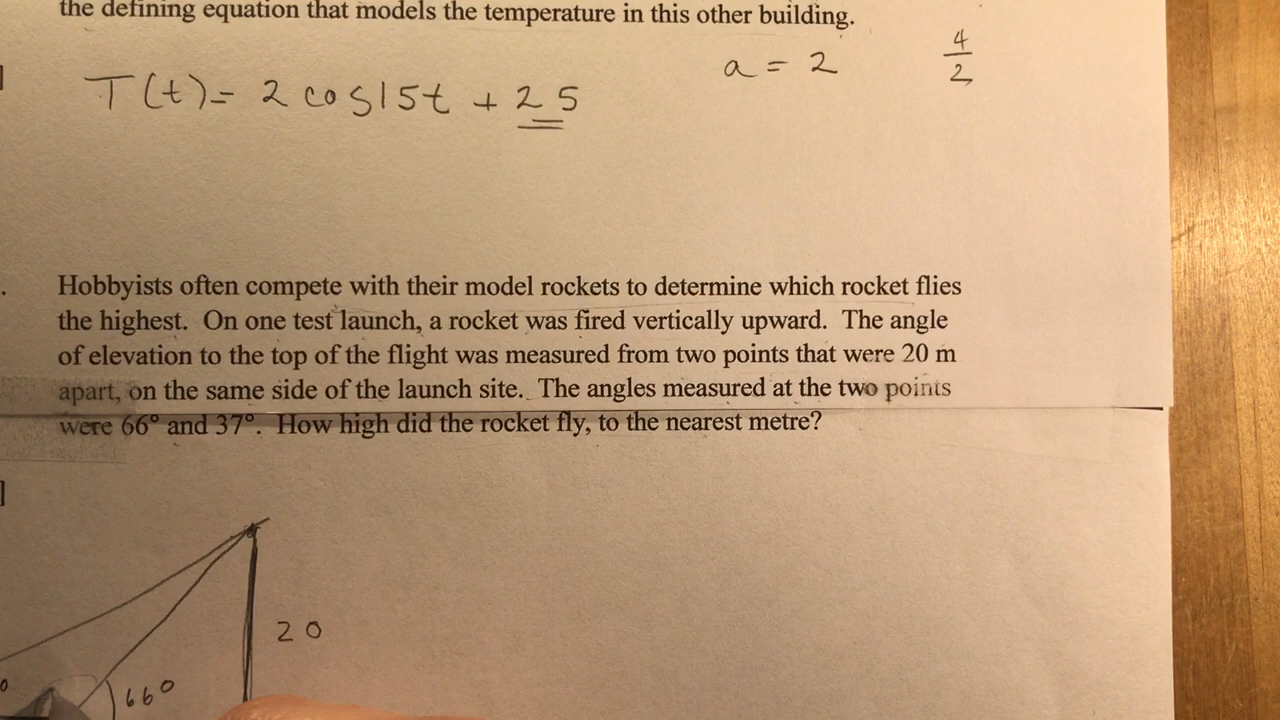 the defining equation that models the temperature in this other building.
a = 2
4
2
T(t) = 2 cos 15t + 25
Hobbyists often compete with their model rockets to determine which rocket flies
the highest. On one test launch, a rocket was fired vertically upward. The angle
of elevation to the top of the flight was measured from two points that were 20 m
apart, on the same side of the launch site. The angles measured at the two points
were 66° and 37°. How high did the rocket fly, to the nearest metre?
]
20
66°